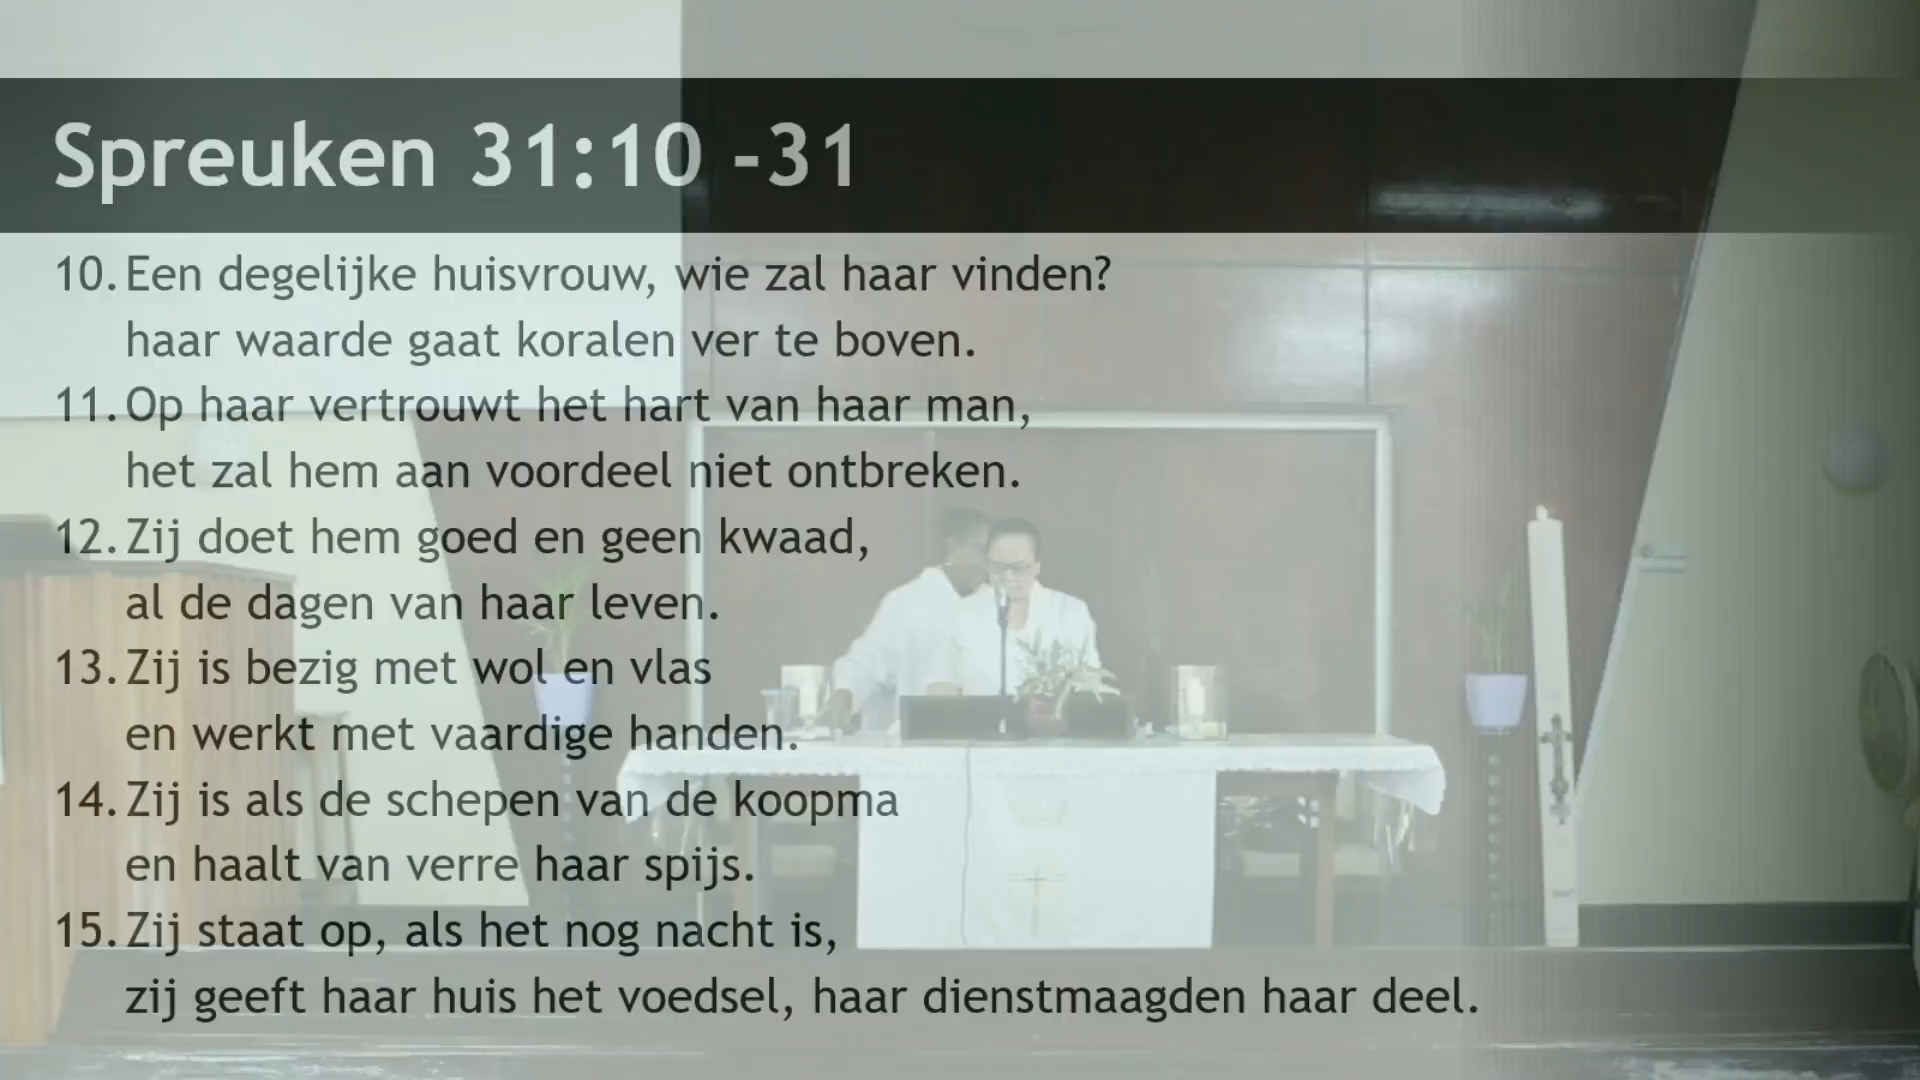 Spreuken 31:10 -31
10. Een degelijke huisvrouw, wie zal haar vinden?
haar waarde gaat koralen ver te boven.
11. Op haar vertrouwt het hart van haar man,
het zal hem aan voordeel niet ontbreken.
12. Zij doet hem goed en geen kwaad,
al de dagen van haar leven.
13. Zij is bezig met wol en vlas
en werkt met vaardige handen.
14. Zij is als de schepen van de koopma
en haalt van verre haar spijs.
15. Zij staat op, als het nog nacht is,
zij geeft haar huis het voedsel, haar dienstmaagden haar deel.